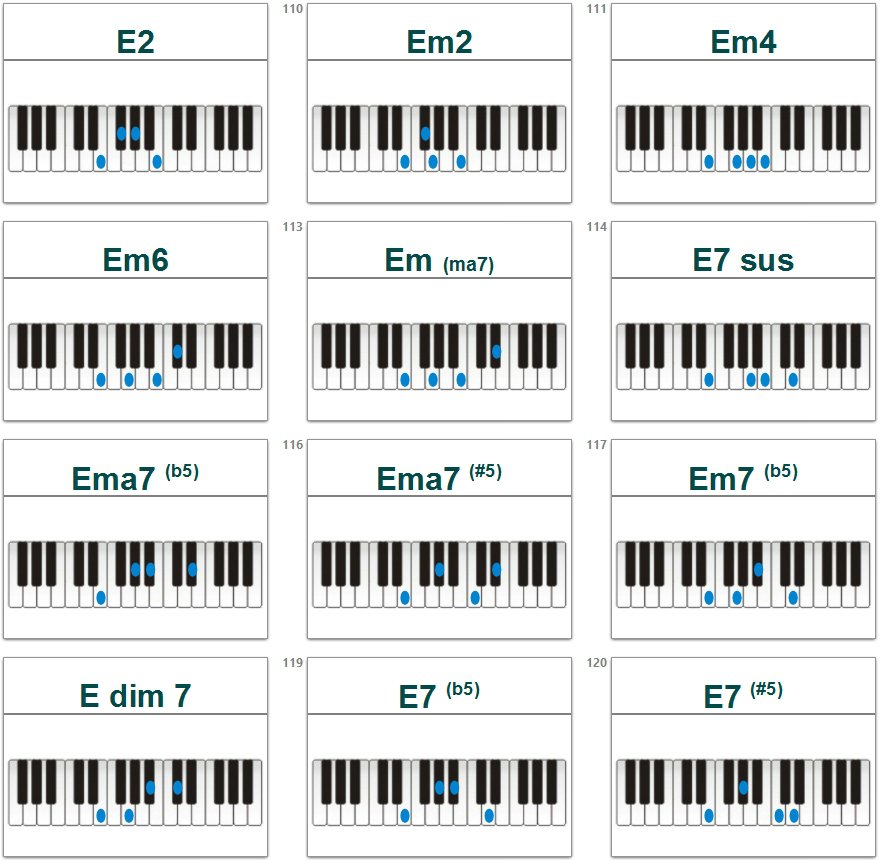 110
111
E2
Em2
Em4
113
114
Em6
Em (ma7)
E7 sus
116
117
Ema7 (b5)
Ema7 (#5)
Em7 (b5)
119
120
E dim 7
E7 (b5)
E7 (#5)